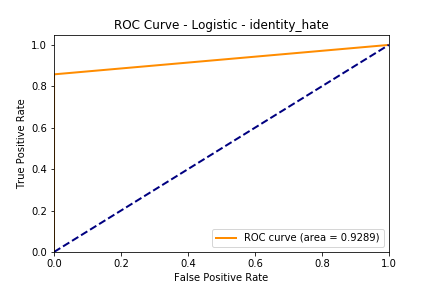 ROC Curve - Logistic - identity_hate
True Positive Rate
1.0
0.8
0.6
0.4
0.2
0.0
ROC curve (area = 0.9289)
0.0 0.2 0.4 0.6 0.8 1.0
False Positive Rate